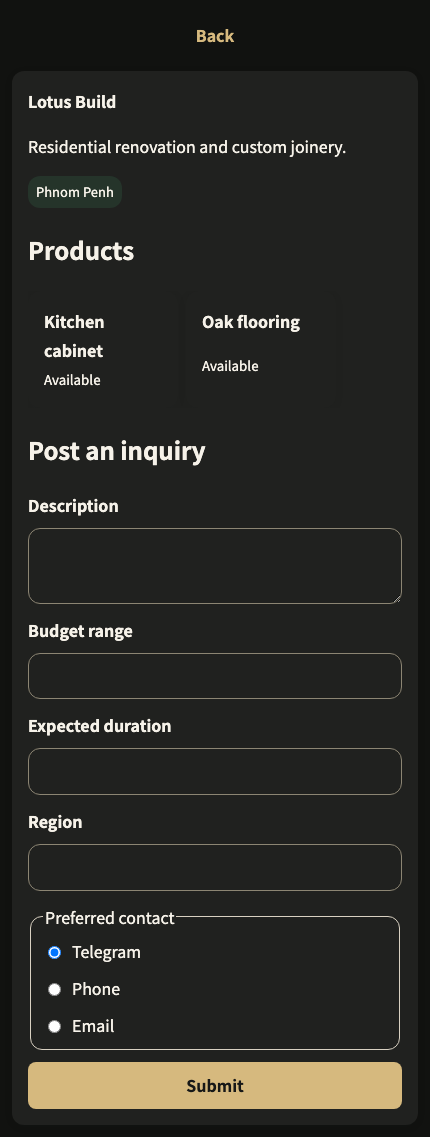 Back
Lotus Build
Residential renovation and custom joinery.
Phnom Penh
Products
Kitchen
cabinet
Available
Oak flooring
Available
Post an inquiry
Description
Budget range
Expected duration
Region
Preferred contact
Telegram
Phone
Email
Submit